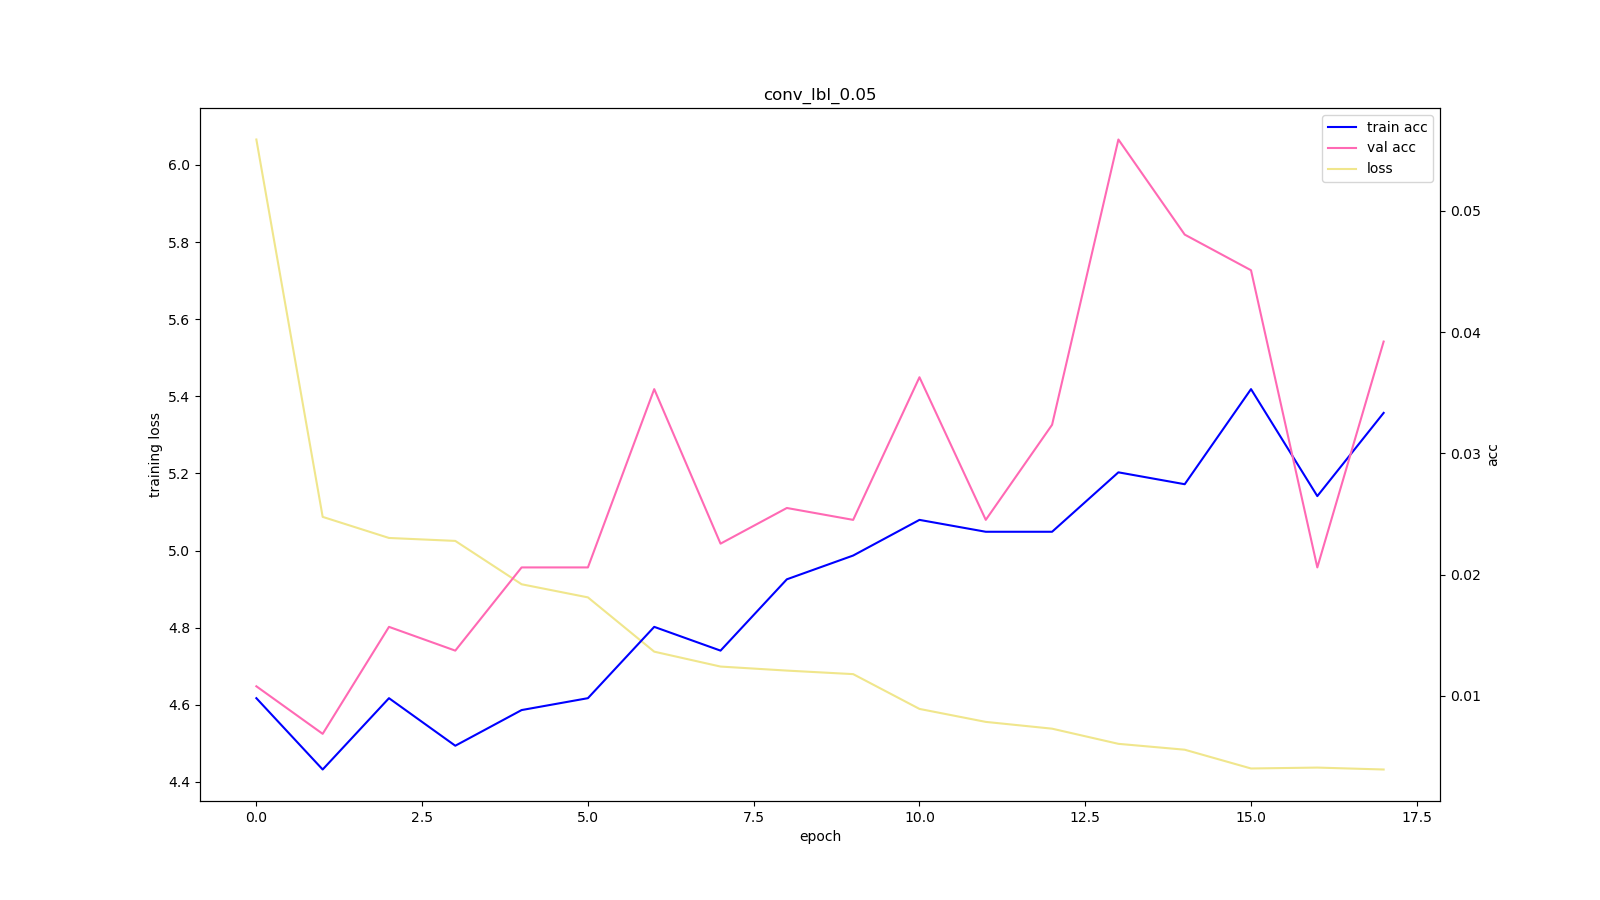 conv_lbl_0.05
train acc
val acc
loss
6.0
5.8
5.6
5.4
5.2
5.0
4.8
4.6
4.4
training loss
0.05
0.04
0.03
0.02
0.01
acc
0.0 2.5 5.0 7.5 10.0 12.5 15.0 17.5
epoch